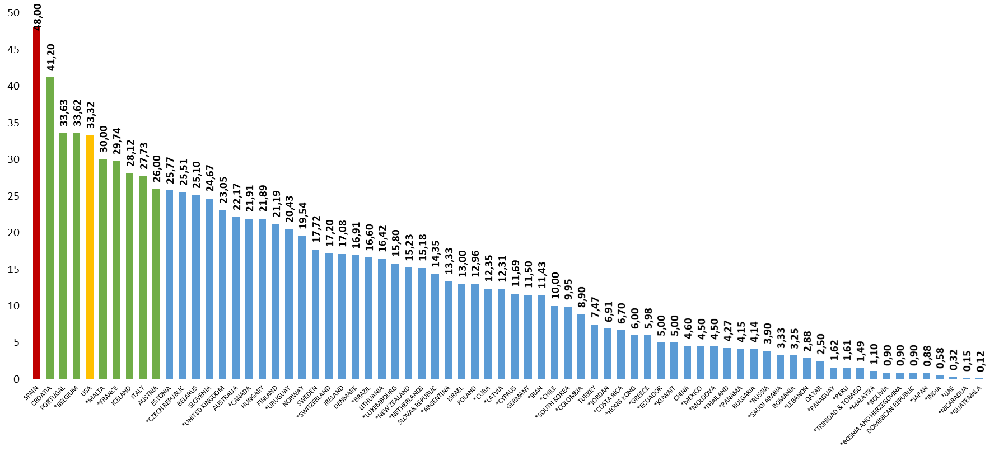 50
45
40
35
30
25
20
15
10
5
0
48,00
41,20
33,63
33,62
33,32
30,00
29,74
28,12
27,73
26,00
25,77
25,51
25,10
24,67
23,05
22,17
21,91
21,89
21,19
20,43
19,54
17,72
17,20
17,08
16,91
16,60
16,42
15,80
15,23
15,18
14,35
13,33
13,00
12,96
12,35
12,31
11,69
11,50
11,43
10,00
9,95
8,90
7,47
6,91
6,70
6,00
5,98
5,00
5,00
4,60
4,50
4,50
4,27
4,15
4,14
3,90
3,33
3,25
2,88
2,50
1,62
1,61
1,49
1,10
0,90
0,90
0,90
0,88
0,58
0,32
0,15
0,12
SPAIN
CROATIA
PORTUGAL
*BELGIUM
USA
*MALTA
*FRANCE
ICELAND
ITALY
AUSTRIA
ESTONIA
*CZECH REPUBLIC
BELARUS
SLOVENIA
*UNITED KINGDOM
AUSTRALIA
*CANADA
HUNGARY
FINLAND
*URUGUAY
NORWAY
SWEDEN
*SWITZERLAND
IRELAND
DENMARK
*BRAZIL
LITHUANIA
*LUXEMBOURG
*NEW ZEALAND
*NETHERLANDS
SLOVAK REPUBLIC
*ARGENTINA
ISRAEL
POLAND
*CUBA
*LATVIA
*CYPRUS
GERMANY
*IRAN
*CHILE
*SOUTH KOREA
*COLOMBIA
TURKEY
*JORDAN
*COSTA RICA
*HONG KONG
*GREECE
*ECUADOR
*KUWAIT
CHINA
*MEXICO
*MOLDOVA
*THAILAND
*PANAMA
BULGARIA
*RUSSIA
*SAUDI ARABIA
ROMANIA
*LEBANON
QATAR
*PARAGUAY
*PERU
*TRINIDAD & TOBAGO
*MALAYSIA
*BOLIVIA
*BOSNIA AND HERZEGOVINA
DOMINICAN REPUBLIC
*JAPAN
*INDIA
*UAE
*NICARAGUA
*GUATEMALA